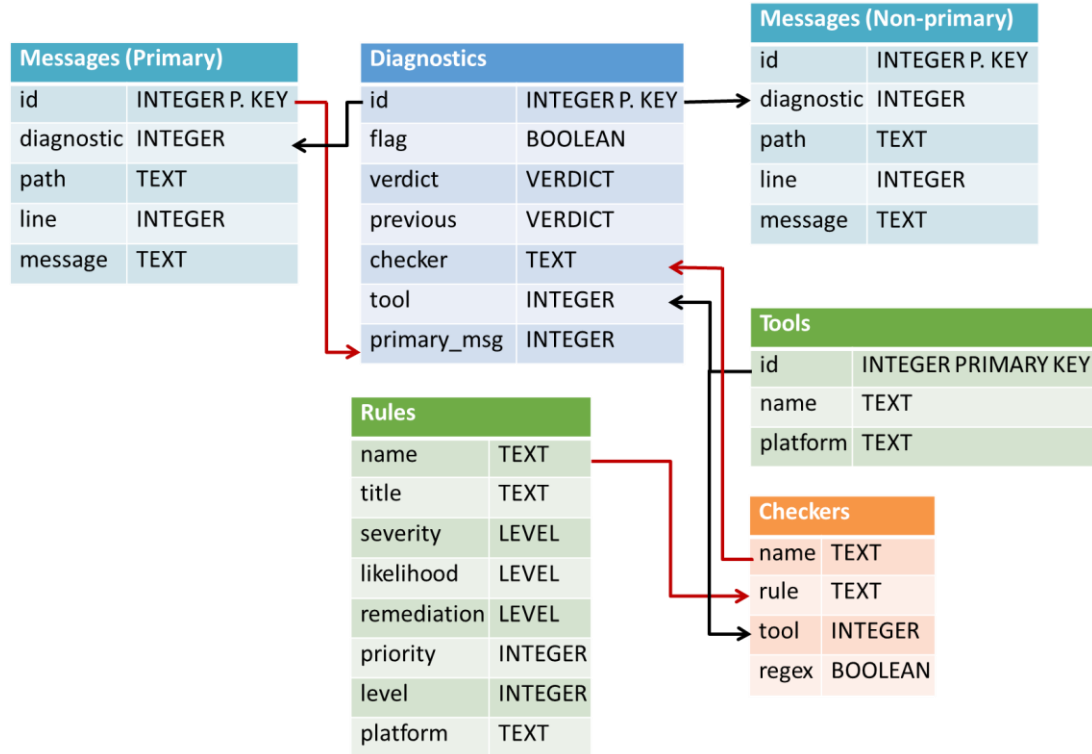 Messages (Primary)
id INTEGER P. KEY
diagnostic INTEGER
path TEXT
line INTEGER
message TEXT
Diagnostics
id INTEGER P. KEY
flag BOOLEAN
verdict VERDICT
previous VERDICT
checker TEXT
tool INTEGER
primary_msg INTEGER
Messages (Non-primary)
id INTEGER P. KEY
diagnostic INTEGER
path TEXT
line INTEGER
message TEXT
Tools
id INTEGER PRIMARY KEY
name TEXT
platform TEXT
Rules
name TEXT
title TEXT
severity LEVEL
likelihood LEVEL
remediation LEVEL
priority INTEGER
level INTEGER
platform TEXT
Checkers
name TEXT
rule TEXT
tool INTEGER
regex BOOLEAN